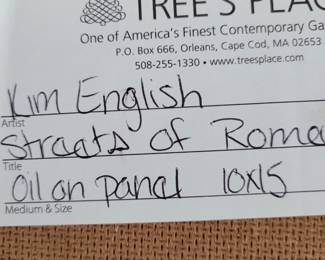 TREE'S PLAC
One of America's Finest Contemporary Ga
P.O. Box 666, Orleans, Cape Cod, MA 02653
508-255-1330 • www.treesplace.com
Kim English
Artist
Streets of Roma
Title
Oil on panel 10x15
Medium & Size